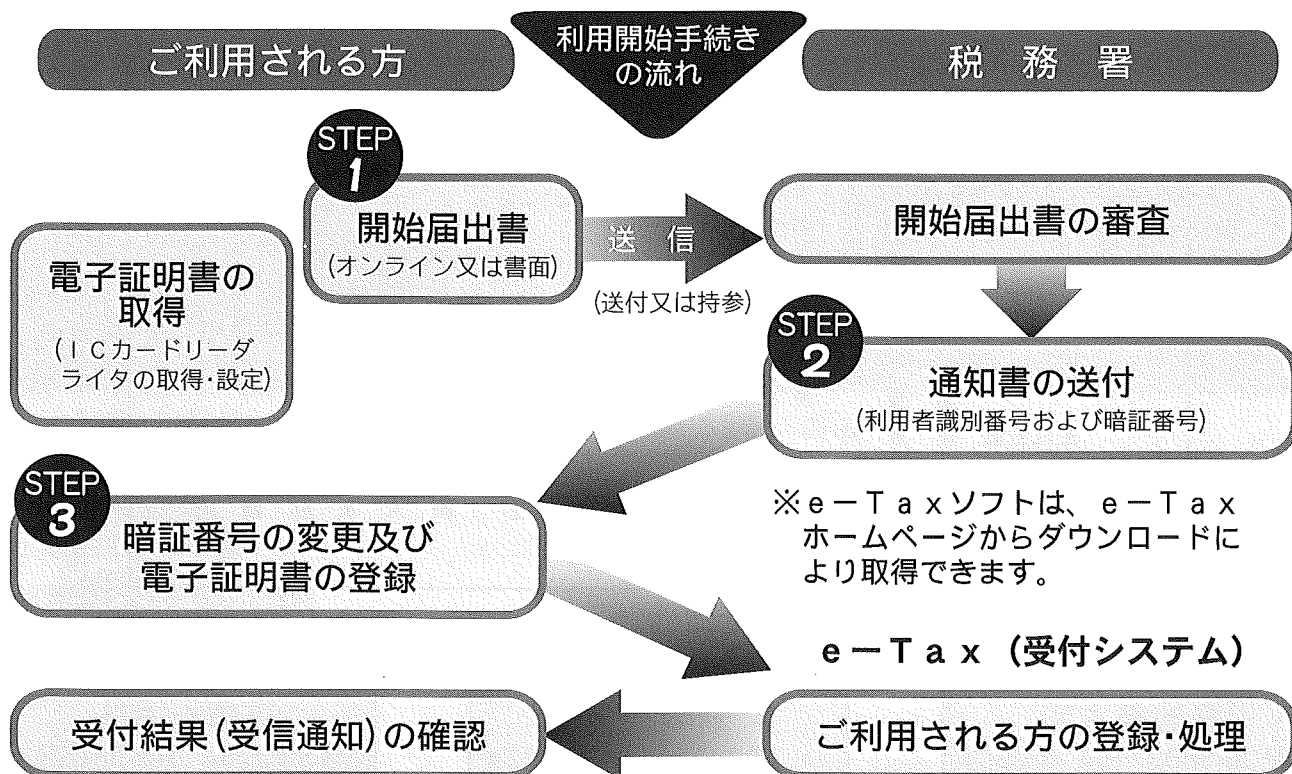 ご利用される方
利用開始手続き
の流れ
税務署
STEP
1
開始届出書
(オンライン又は書面)
送信
(送付又は持参)
開始届出書の審査
電子証明書の
取得
(ICカードリーダ
ライタの取得・設定)
STEP
2
通知書の送付
(利用者識別番号および暗証番号)
STEP
3
暗証番号の変更及び
電子証明書の登録
※e-Taxソフトは、e-Tax
ホームページからダウンロードに
より取得できます。
e-Tax(受付システム)
ご利用される方の登録・処理
受付結果(受信通知)の確認